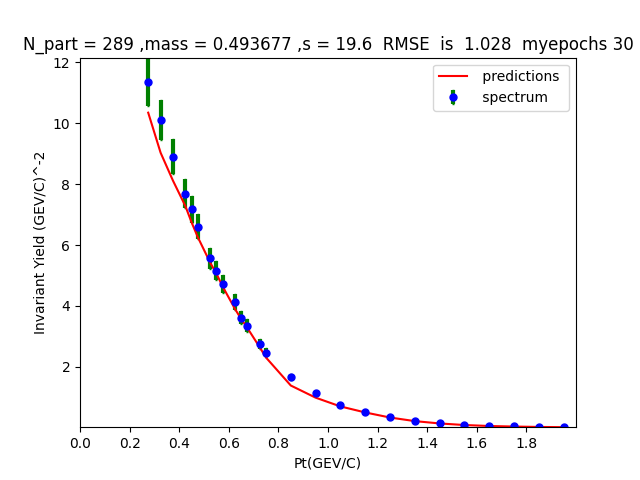 N_part = 289 ,mass = 0.493677 ,s = 19.6  RMSE  is  1.028  myepochs 30
predictions
spectrum
Invariant Yield (GEV/C)^-2
12
10
8
6
4
2
0.0 0.2 0.4 0.6 0.8 1.0 1.2 1.4 1.6 1.8
Pt(GEV/C)